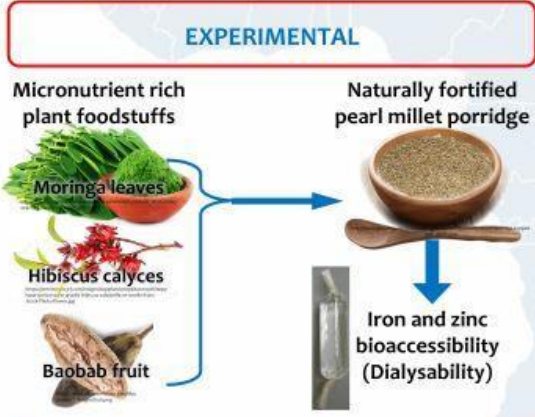 EXPERIMENTAL
Micronutrient rich
plant foodstuffs
Moringa leaves
Hibiscus calyces
Baobab fruit
Naturally fortified
pearl millet porridge
Iron and zinc
bioaccessibility
(Dialysability)